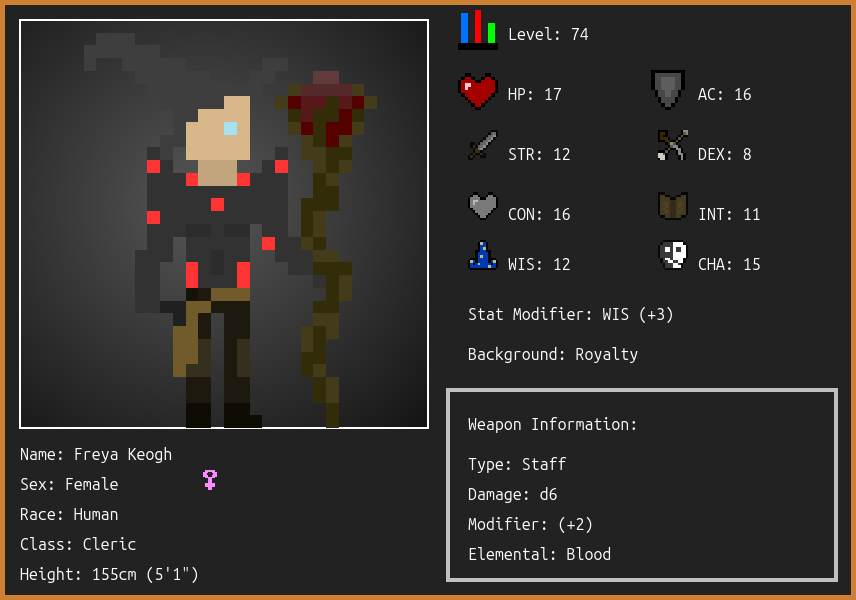 Level: 74
HP: 17
AC: 16
STR: 12
DEX: 8
CON: 16
INT: 11
WIS: 12
CHA: 15
Stat Modifier: WIS (+3)
Background: Royalty
Weapon Information:
Type: Staff
Damage: d6
Modifier: (+2)
Elemental: Blood
Name: Freya Keogh
Sex: Female
Race: Human
Class: Cleric
Height: 155cm (5'1")